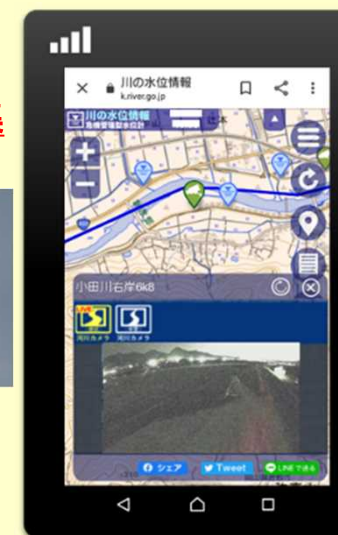 川の水位情報
k.river.go.jp
川の水位情報
危機管理型水位計
小田川右岸6k8
LIVE
河川カメラ
河川カメラ
シェア
Tweet
LINEで送る